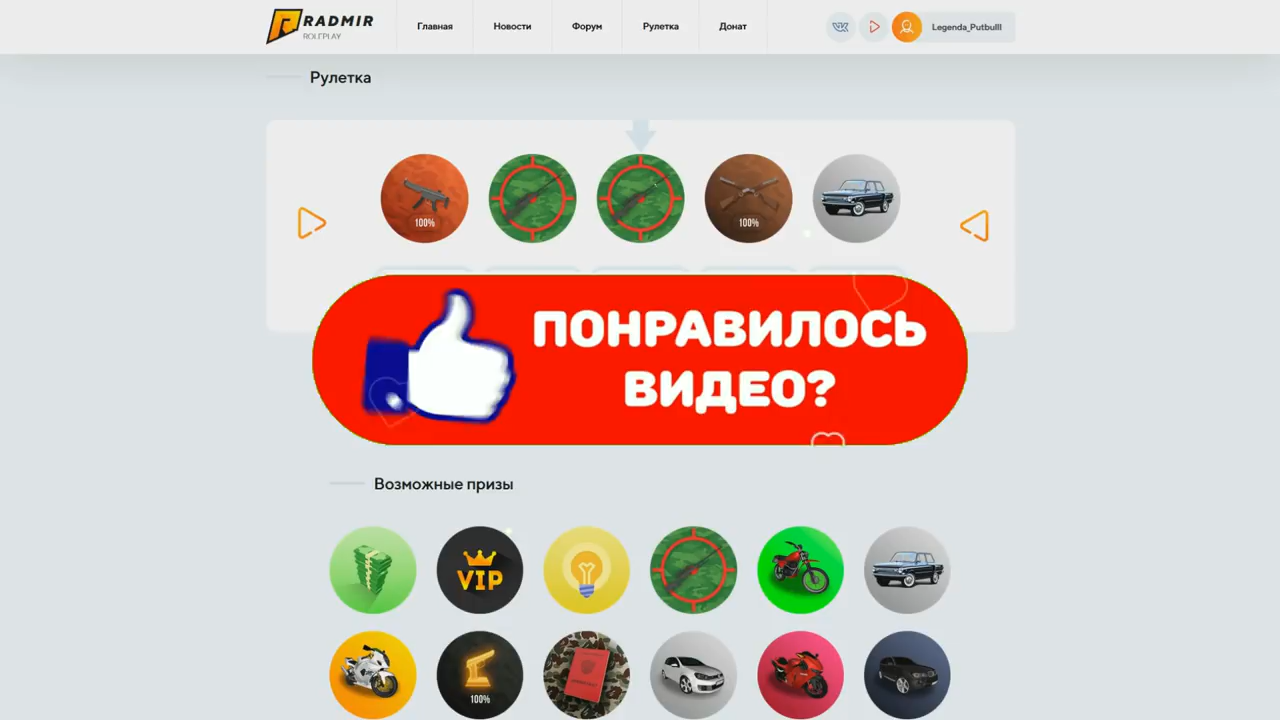 RADMIR
ROLEPLAY
Главная
Новости
Форум
Рулетка
Донат
Legenda_Putbulll
Рулетка
100%
100%
ПОНРАВИЛОСЬ
ВИДЕО?
Возможные призы
VIP
100%